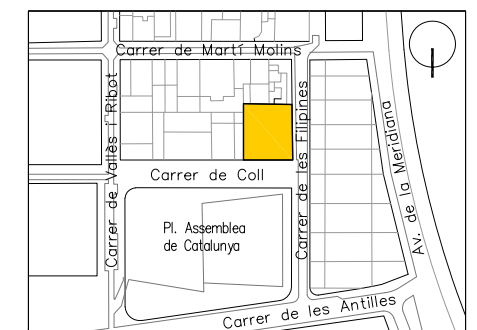 Carrer de Martí Molins
Carrer de Vallès i Ribot
Carrer de les Filipines
Av. de la Meridiana
Carrer de Coll
Pl. Assemblea
de Catalunya
Carrer de les Antilles